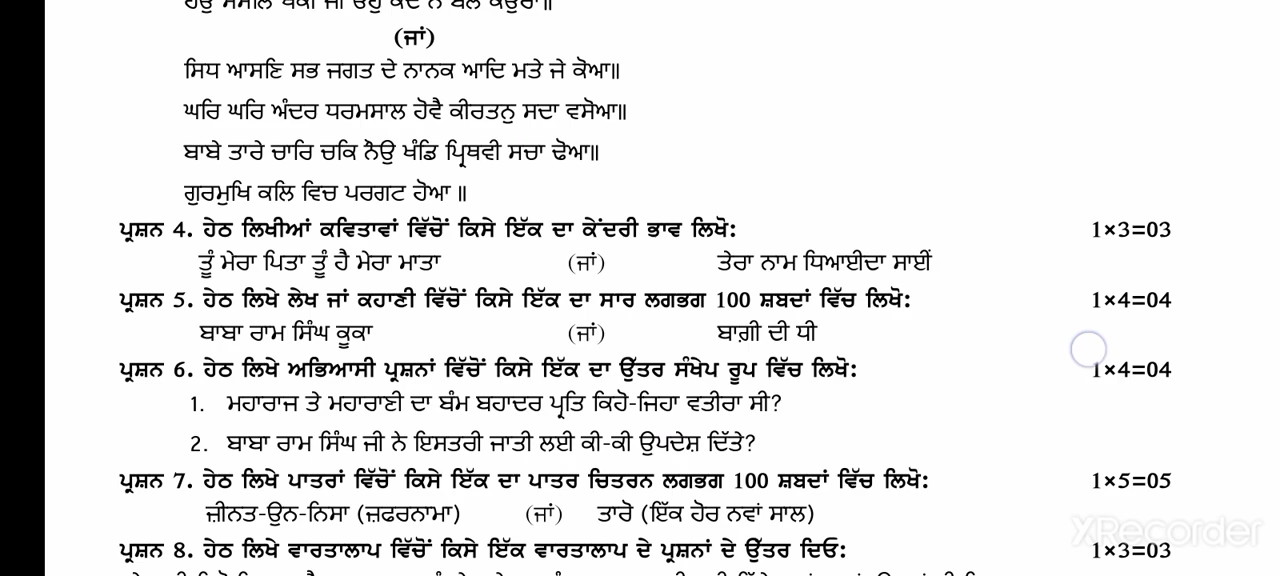 (ਜਾਂ)
ਸਿਧ ਆਸਣਿ ਸਭ ਜਗਤ ਦੇ ਨਾਨਕ ਆਦਿ ਮਤੇ ਜੇ ਕੋਆ॥
ਘਰਿ ਘਰਿ ਅੰਦਰ ਧਰਮਸਾਲ ਹੋਵੈ ਕੀਰਤਨੁ ਸਦਾ ਵਸੋਆ॥
ਬਾਬੇ ਤਾਰੇ ਚਾਰਿ ਚਕਿ ਨੈਉ ਖੰਡਿ ਪ੍ਰਿਥਵੀ ਸਚਾ ਢੋਆ॥
ਗੁਰਮੁਖਿ ਕਲਿ ਵਿਚ ਪਰਗਟ ਹੋਆ ॥
ਪ੍ਰਸ਼ਨ 4. ਹੇਠ ਲਿਖੀਆਂ ਕਵਿਤਾਵਾਂ ਵਿੱਚੋਂ ਕਿਸੇ ਇੱਕ ਦਾ ਕੇਂਦਰੀ ਭਾਵ ਲਿਖੋ: 1×3=03
ਤੂੰ ਮੇਰਾ ਪਿਤਾ ਤੂੰ ਹੈ ਮੇਰਾ ਮਾਤਾ (ਜਾਂ) ਤੇਰਾ ਨਾਮ ਧਿਆਈਦਾ ਸਾਈਂ
ਪ੍ਰਸ਼ਨ 5. ਹੇਠ ਲਿਖੇ ਲੇਖ ਜਾਂ ਕਹਾਣੀ ਵਿੱਚੋਂ ਕਿਸੇ ਇੱਕ ਦਾ ਸਾਰ ਲਗਭਗ 100 ਸ਼ਬਦਾਂ ਵਿੱਚ ਲਿਖੋ: 1×4=04
ਬਾਬਾ ਰਾਮ ਸਿੰਘ ਕੂਕਾ (ਜਾਂ) ਬਾਗ਼ੀ ਦੀ ਧੀ
ਪ੍ਰਸ਼ਨ 6. ਹੇਠ ਲਿਖੇ ਅਭਿਆਸੀ ਪ੍ਰਸ਼ਨਾਂ ਵਿੱਚੋਂ ਕਿਸੇ ਇੱਕ ਦਾ ਉੱਤਰ ਸੰਖੇਪ ਰੂਪ ਵਿੱਚ ਲਿਖੋ: 1×4=04
1. ਮਹਾਰਾਜ ਤੇ ਮਹਾਰਾਣੀ ਦਾ ਬੰਮ ਬਹਾਦਰ ਪ੍ਰਤਿ ਕਿਹੋ-ਜਿਹਾ ਵਤੀਰਾ ਸੀ?
2. ਬਾਬਾ ਰਾਮ ਸਿੰਘ ਜੀ ਨੇ ਇਸਤਰੀ ਜਾਤੀ ਲਈ ਕੀ-ਕੀ ਉਪਦੇਸ਼ ਦਿੱਤੇ?
ਪ੍ਰਸ਼ਨ 7. ਹੇਠ ਲਿਖੇ ਪਾਤਰਾਂ ਵਿੱਚੋਂ ਕਿਸੇ ਇੱਕ ਦਾ ਪਾਤਰ ਚਿਤਰਨ ਲਗਭਗ 100 ਸ਼ਬਦਾਂ ਵਿੱਚ ਲਿਖੋ: 1×5=05
ਜ਼ੀਨਤ-ਉਨ-ਨਿਸਾ (ਜ਼ਫਰਨਾਮਾ) (ਜਾਂ) ਤਾਰੋ (ਇੱਕ ਹੋਰ ਨਵਾਂ ਸਾਲ)
XRecorder
ਪ੍ਰਸ਼ਨ 8. ਹੇਠ ਲਿਖੇ ਵਾਰਤਾਲਾਪ ਵਿੱਚੋਂ ਕਿਸੇ ਇੱਕ ਵਾਰਤਾਲਾਪ ਦੇ ਪ੍ਰਸ਼ਨਾਂ ਦੇ ਉੱਤਰ ਦਿਓ: 1×3=03